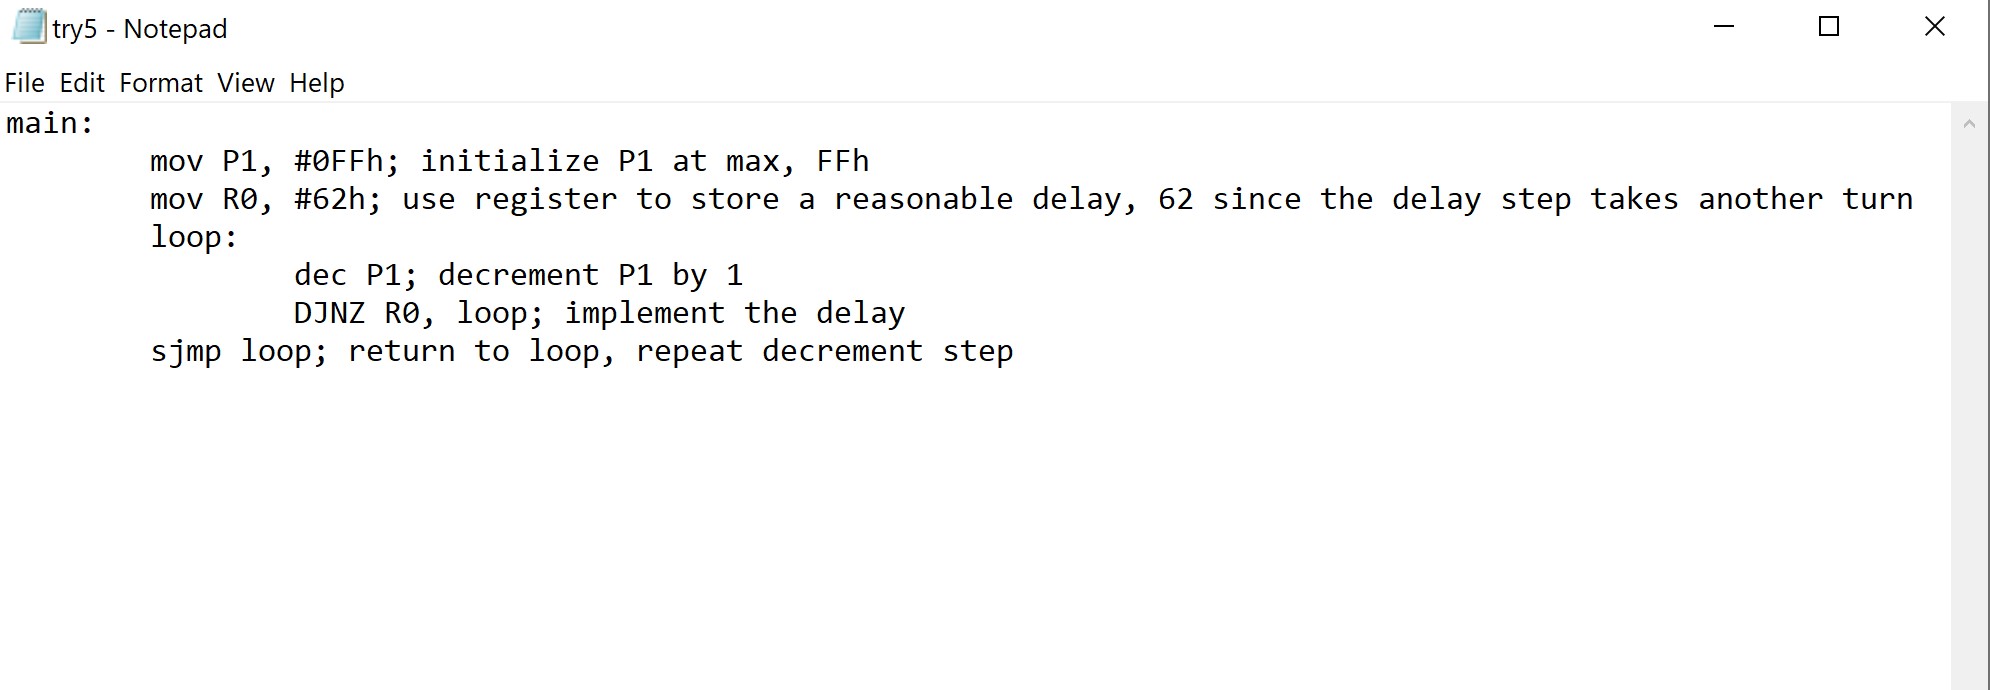 try5 - Notepad
File Edit Format View Help
main:
mov P1, #0FFh; initialize P1 at max, FFh
mov R0, #62h; use register to store a reasonable delay, 62 since the delay step takes another turn
loop:
dec P1; decrement P1 by 1
DJNZ R0, loop; implement the delay
sjmp loop; return to loop, repeat decrement step